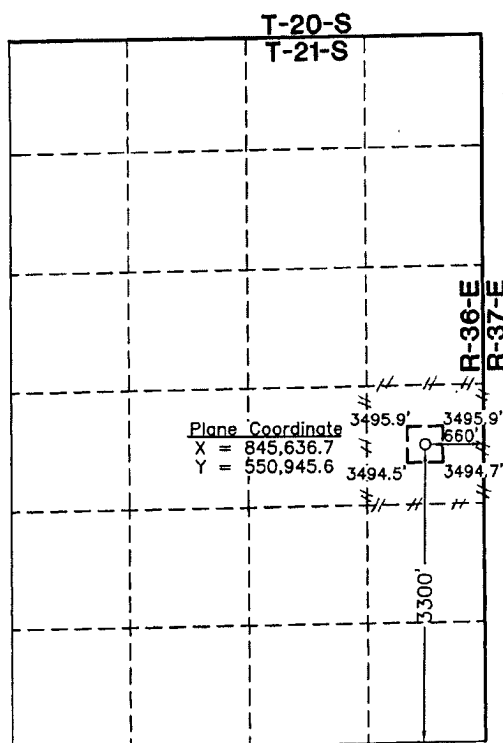 T-20-S
T-21-S
R-36-E
R-37-E
3495.9'
3495.9'
Plane Coordinate
X = 845,636.7
Y = 550,945.6
660'
3494.5'
3494.7'
3300'